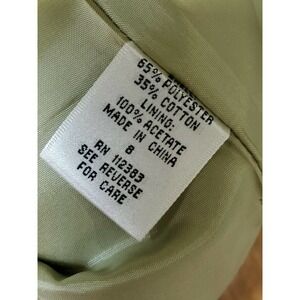 65% POLYESTER
35% COTTON
LINING:
100% ACETATE
MADE IN CHINA
8
RN 112383
SEE REVERSE
FOR CARE